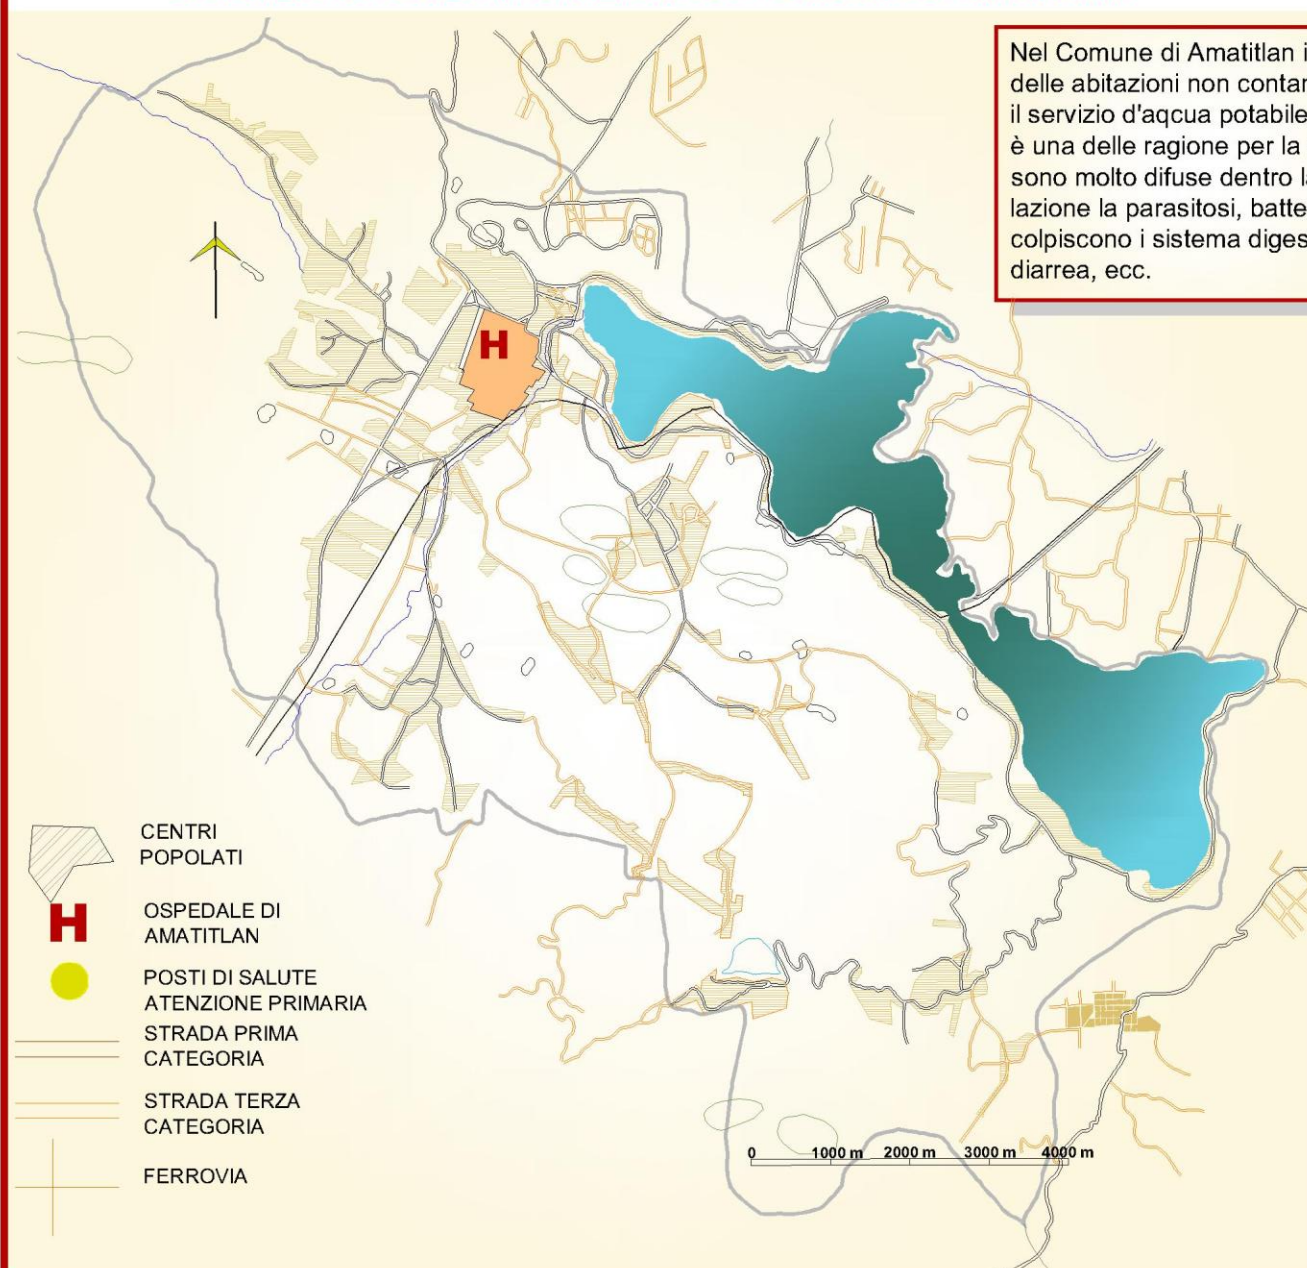 Nel Comune di Amatitlan i
delle abitazioni non contar
il servizio d'aqcua potabile
è una delle ragione per la
sono molto difuse dentro la
lazione la parasitosi, batte
colpiscono i sistema diges
diarrea, ecc.
H
CENTRI
POPOLATI
H
OSPEDALE DI
AMATITLAN
POSTI DI SALUTE
ATENZIONE PRIMARIA
STRADA PRIMA
CATEGORIA
STRADA TERZA
CATEGORIA
FERROVIA
0 1000 m 2000 m 3000 m 4000 m